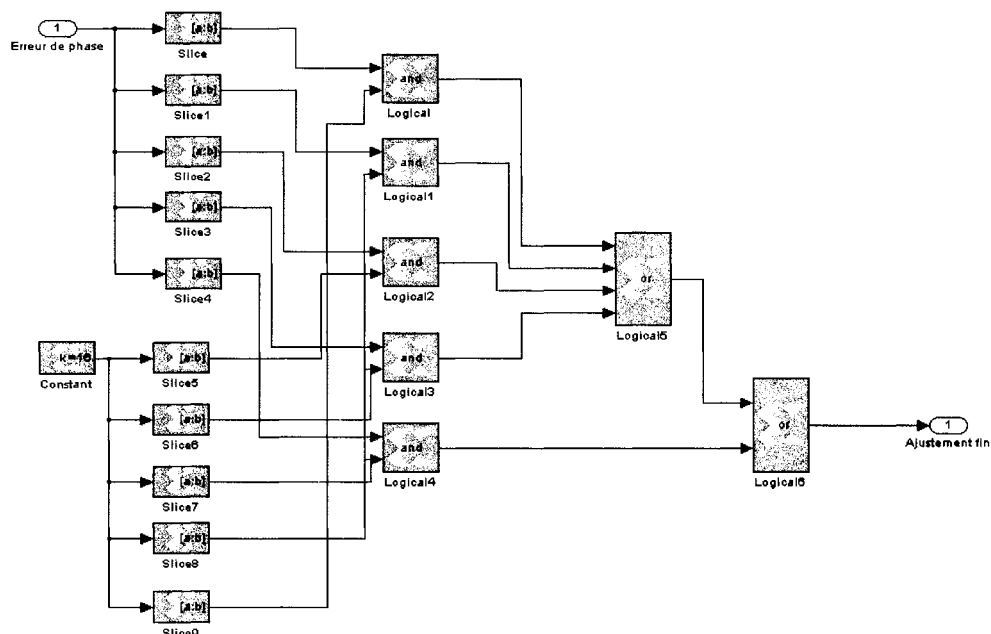 1
Erreur de phase
[a:b]
Slice
[a:b]
Slice1
[a:b]
Slice2
[a:b]
Slice3
[a:b]
Slice4
k=16
Constant
[a:b]
Slice5
[a:b]
Slice6
[a:b]
Slice7
[a:b]
Slice8
[a:b]
Slice9
and
Logical
and
Logical1
and
Logical2
and
Logical3
and
Logical4
or
Logical5
or
Logical6
1
Ajustement fin